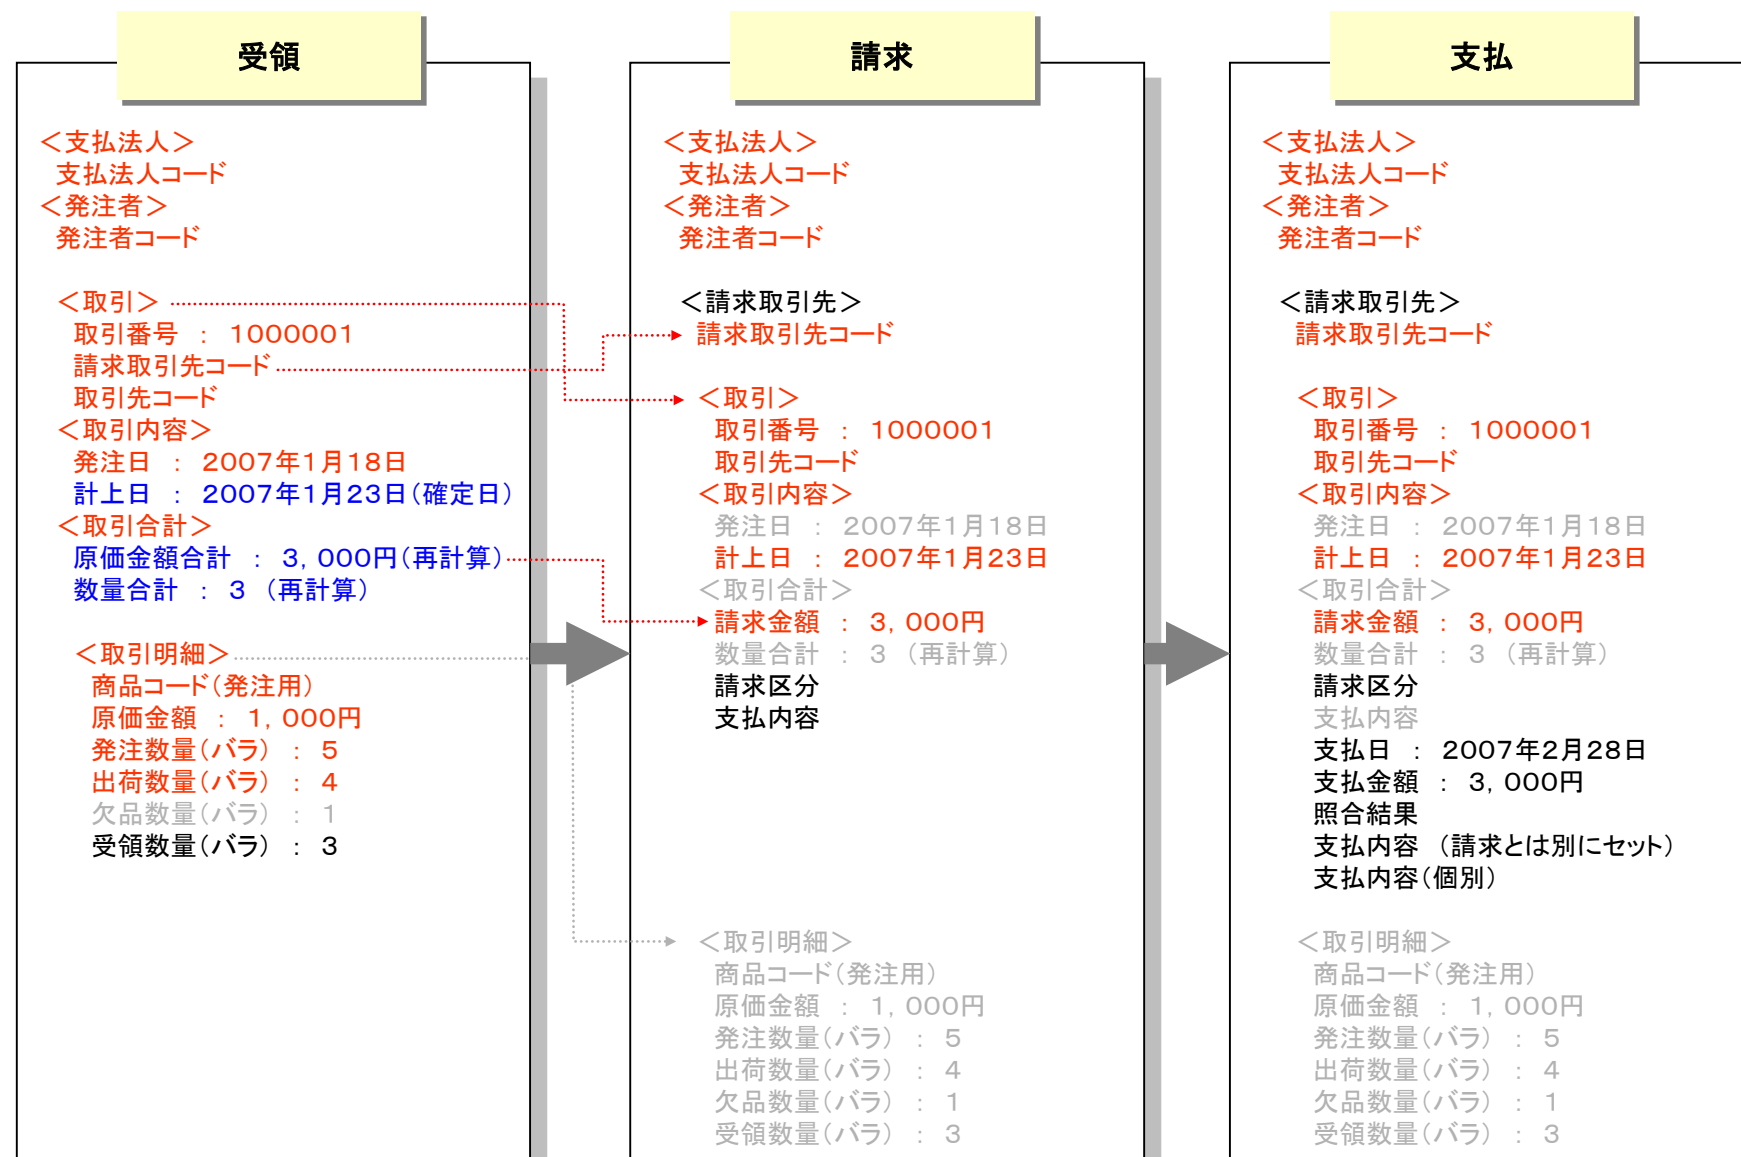 受領
<支払法人>
支払法人コード
<発注者>
発注者コード
<取引>
取引番号 : 1000001
請求取引先コード
取引先コード
<取引内容>
発注日 : 2007年1月18日
計上日 : 2007年1月23日(確定日)
<取引合計>
原価金額合計 : 3,000円(再計算)
数量合計 : 3 (再計算)
<取引明細>
商品コード(発注用)
原価金額 : 1,000円
発注数量(バラ) : 5
出荷数量(バラ) : 4
欠品数量(バラ) : 1
受領数量(バラ) : 3
請求
<支払法人>
支払法人コード
<発注者>
発注者コード
<請求取引先>
請求取引先コード
<取引>
取引番号 : 1000001
取引先コード
<取引内容>
発注日 : 2007年1月18日
計上日 : 2007年1月23日
<取引合計>
請求金額 : 3,000円
数量合計 : 3 (再計算)
請求区分
支払内容
<取引明細>
商品コード(発注用)
原価金額 : 1,000円
発注数量(バラ) : 5
出荷数量(バラ) : 4
欠品数量(バラ) : 1
受領数量(バラ) : 3
支払
<支払法人>
支払法人コード
<発注者>
発注者コード
<請求取引先>
請求取引先コード
<取引>
取引番号 : 1000001
取引先コード
<取引内容>
発注日 : 2007年1月18日
計上日 : 2007年1月23日
<取引合計>
請求金額 : 3,000円
数量合計 : 3 (再計算)
請求区分
支払内容
支払日 : 2007年2月28日
支払金額 : 3,000円
照合結果
支払内容 (請求とは別にセット)
支払内容(個別)
<取引明細>
商品コード(発注用)
原価金額 : 1,000円
発注数量(バラ) : 5
出荷数量(バラ) : 4
欠品数量(バラ) : 1
受領数量(バラ) : 3